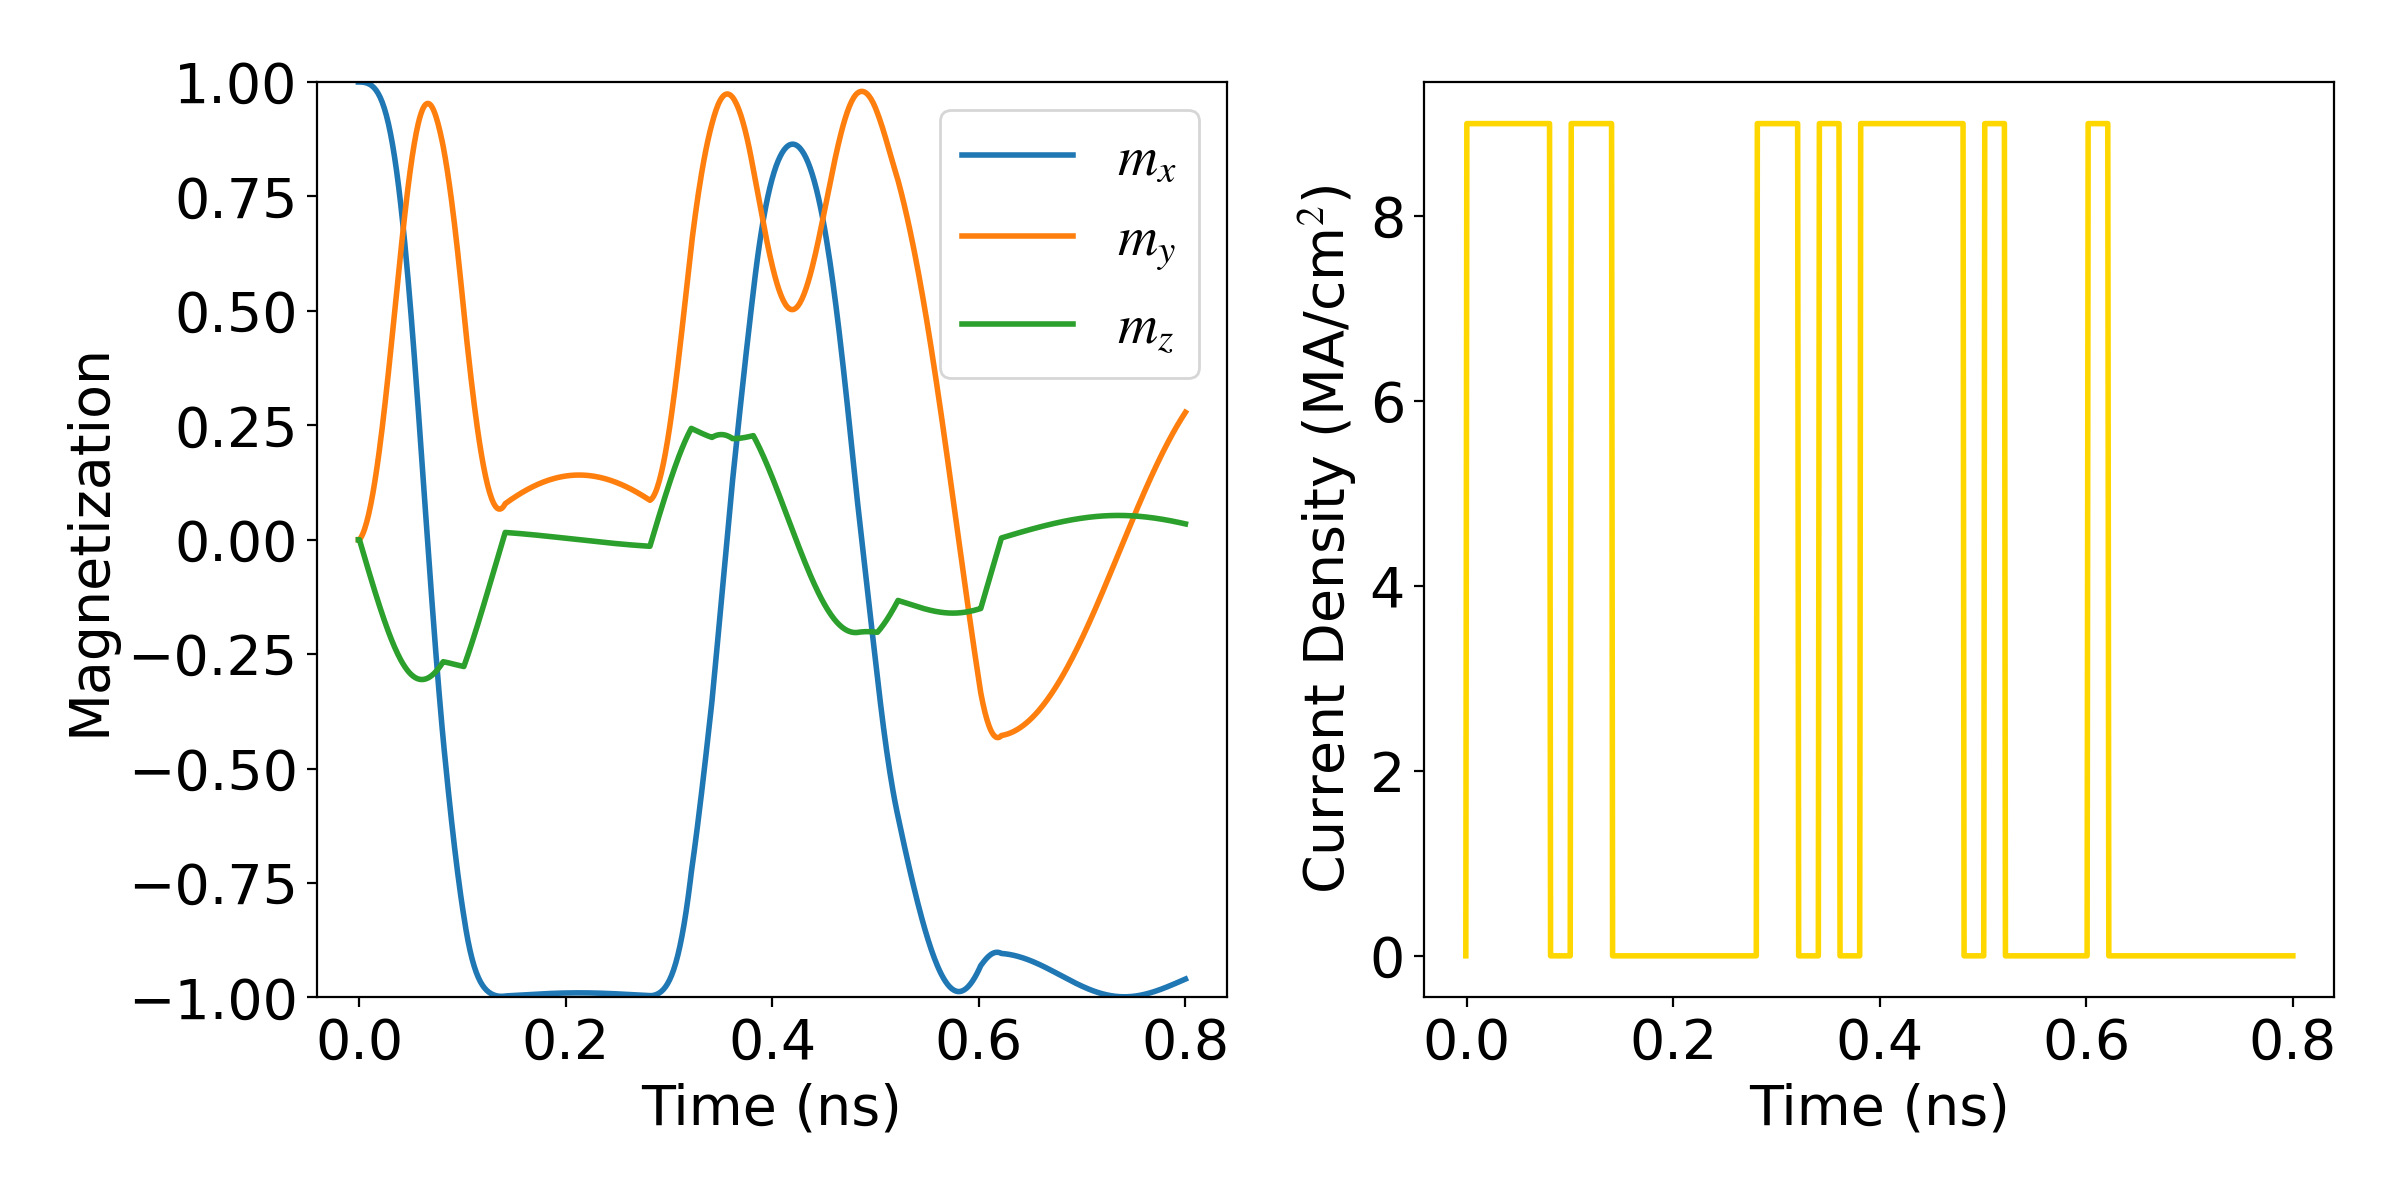 Magnetization
1.00
0.75
0.50
0.25
0.00
−0.25
−0.50
−0.75
−1.00
0.0 0.2 0.4 0.6 0.8
Time (ns)
m_x
m_y
m_z
Current Density (MA/cm²)
8
6
4
2
0
0.0 0.2 0.4 0.6 0.8
Time (ns)